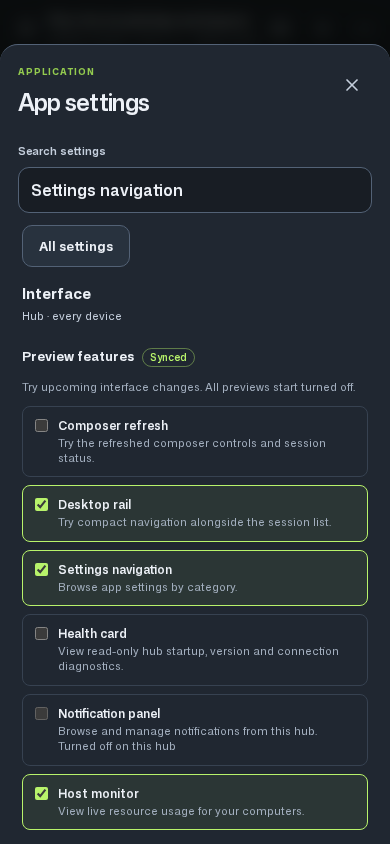 APPLICATION
App settings
Search settings
Settings navigation
All settings
Interface
Hub · every device
Preview features Synced
Try upcoming interface changes. All previews start turned off.
Composer refresh
Try the refreshed composer controls and session
status.
Desktop rail
Try compact navigation alongside the session list.
Settings navigation
Browse app settings by category.
Health card
View read-only hub startup, version and connection
diagnostics.
Notification panel
Browse and manage notifications from this hub.
Turned off on this hub
Host monitor
View live resource usage for your computers.